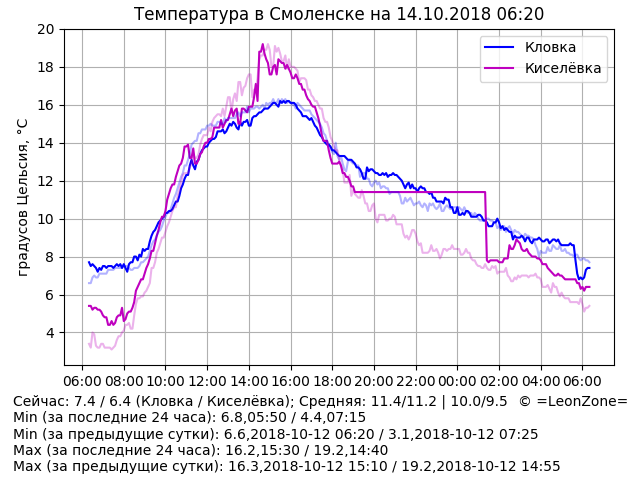 Температура в Смоленске на 14.10.2018 06:20
Кловка
Киселёвка
градусов Цельсия, °C
20
18
16
14
12
10
8
6
4
06:00 08:00 10:00 12:00 14:00 16:00 18:00 20:00 22:00 00:00 02:00 04:00 06:00
Сейчас: 7.4 / 6.4 (Кловка / Киселёвка); Средняя: 11.4/11.2 | 10.0/9.5 © =LeonZone=
Min (за последние 24 часа): 6.8,05:50 / 4.4,07:15
Min (за предыдущие сутки): 6.6,2018-10-12 06:20 / 3.1,2018-10-12 07:25
Max (за последние 24 часа): 16.2,15:30 / 19.2,14:40
Max (за предыдущие сутки): 16.3,2018-10-12 15:10 / 19.2,2018-10-12 14:55